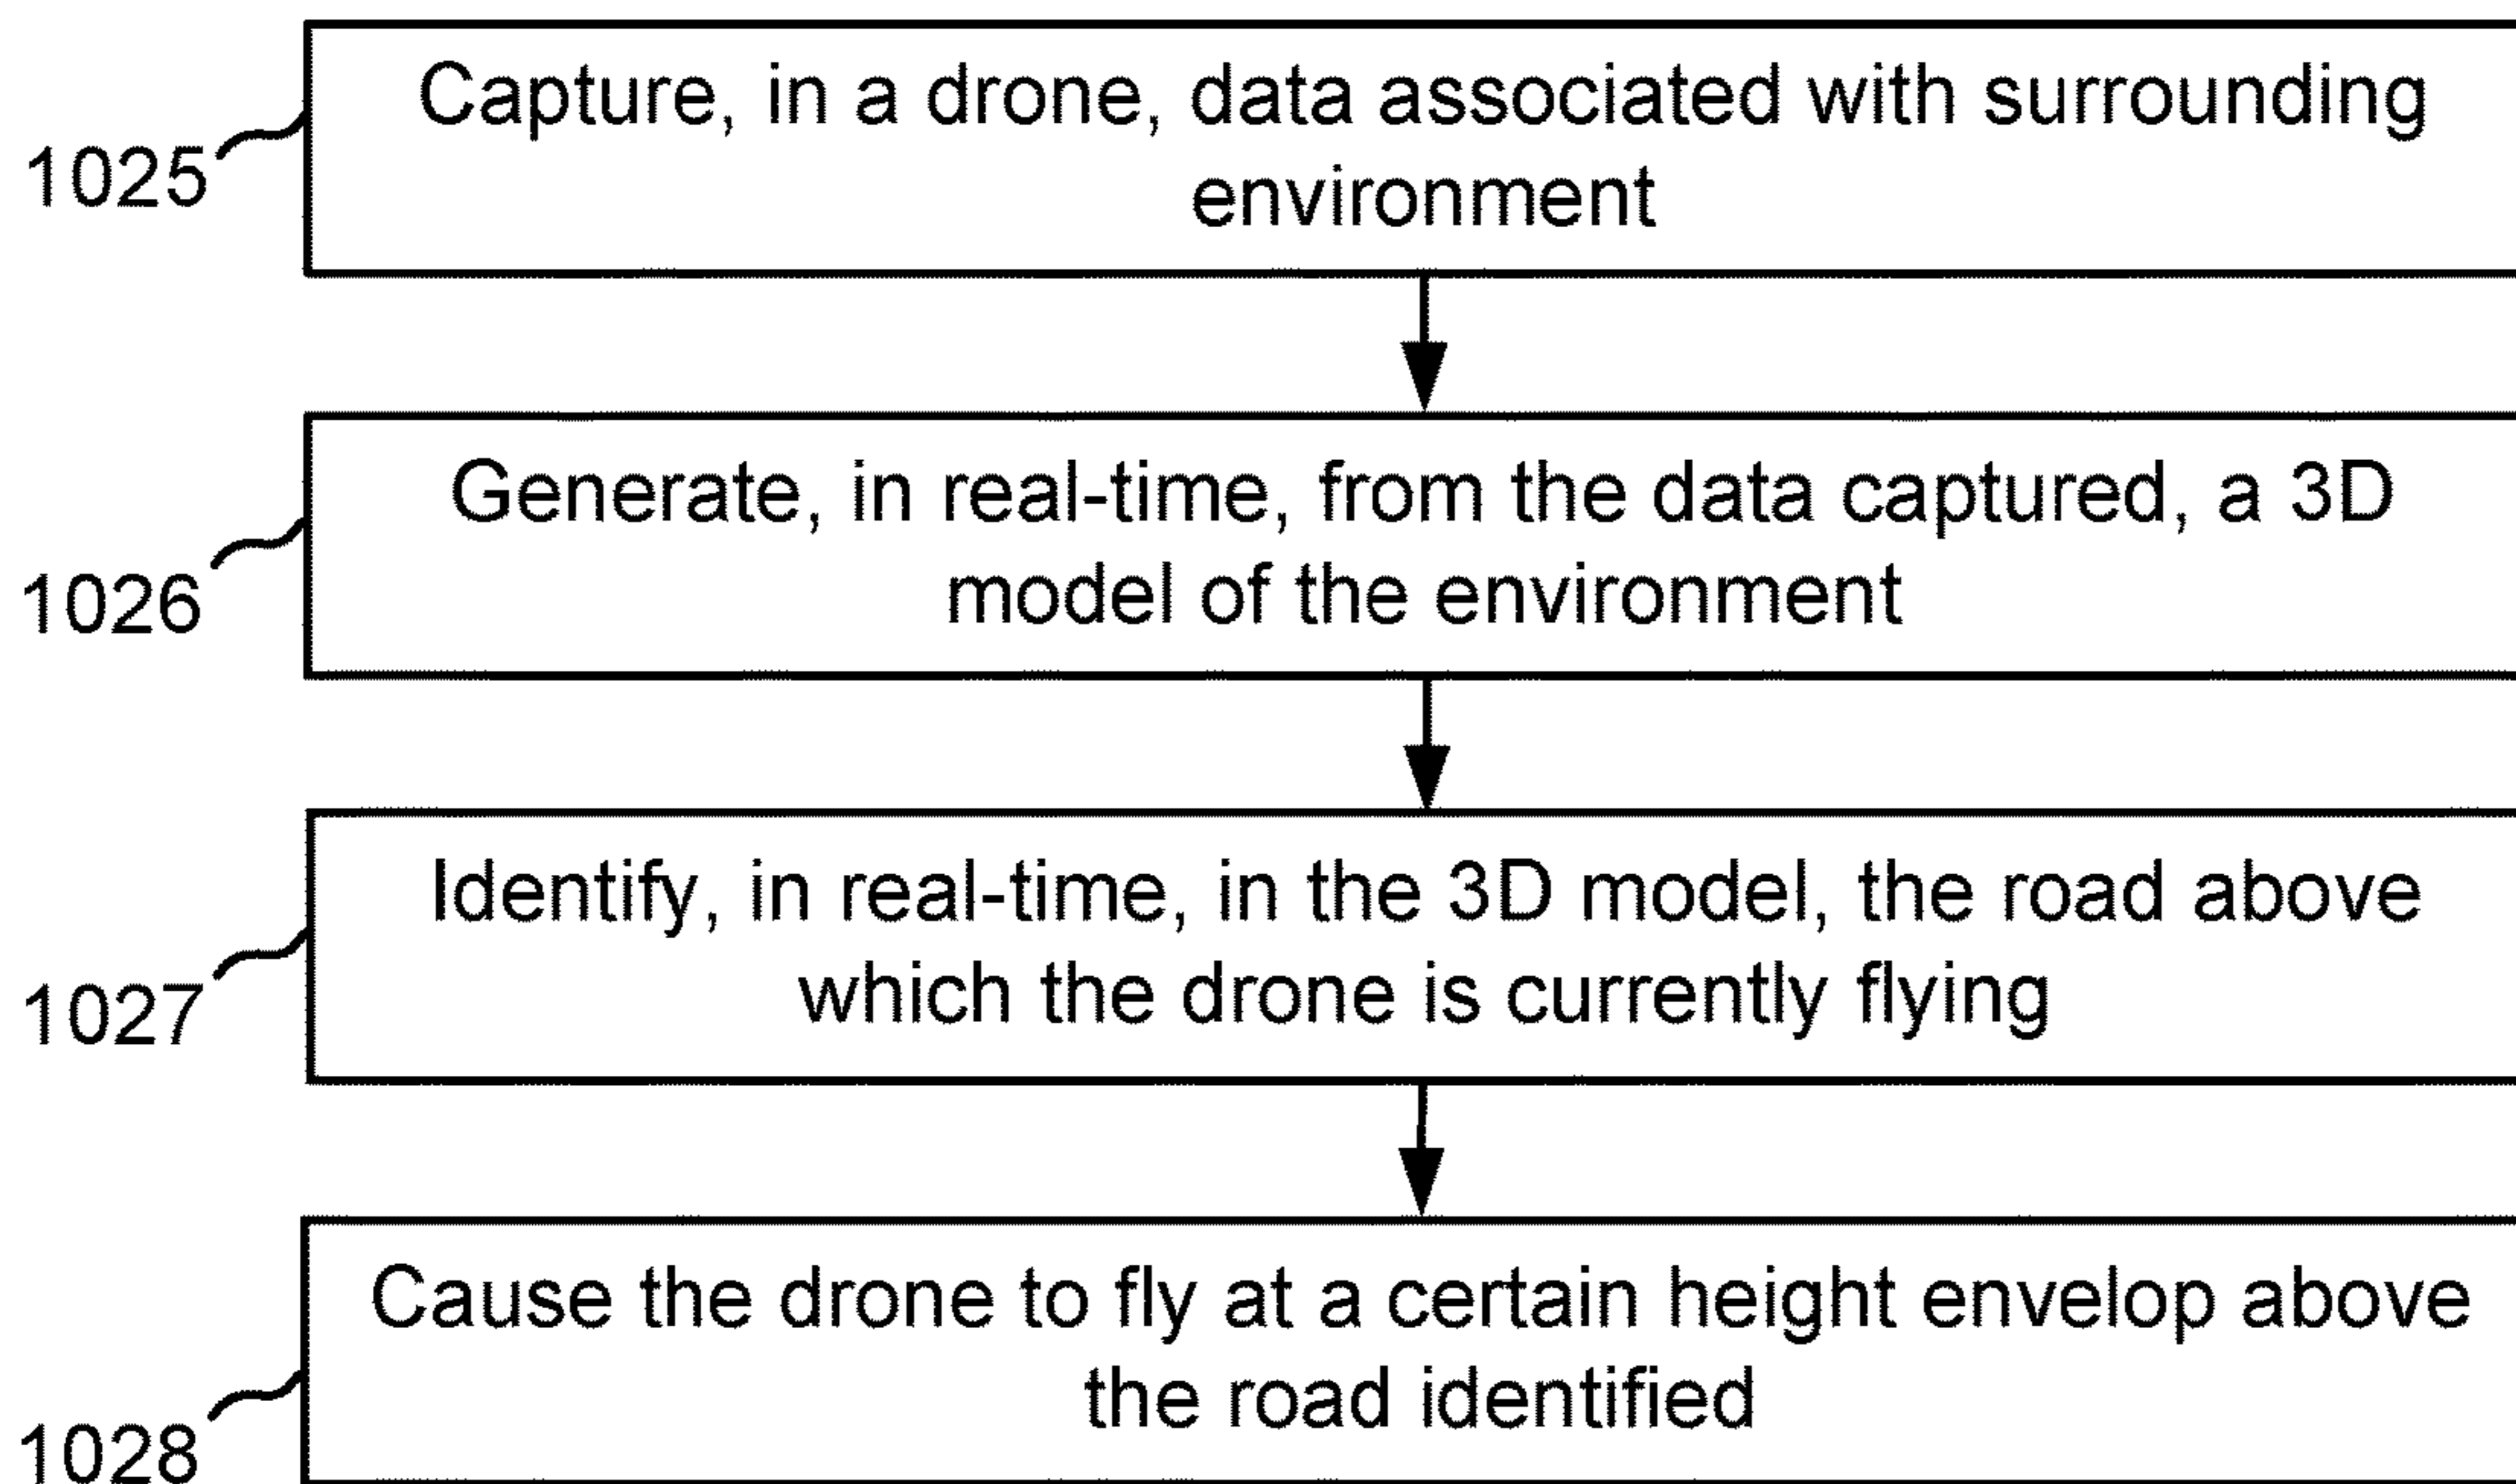 Capture, in a drone, data associated with surrounding
environment
1025
Generate, in real-time, from the data captured, a 3D
model of the environment
1026
Identify, in real-time, in the 3D model, the road above
which the drone is currently flying
1027
Cause the drone to fly at a certain height envelop above
the road identified
1028